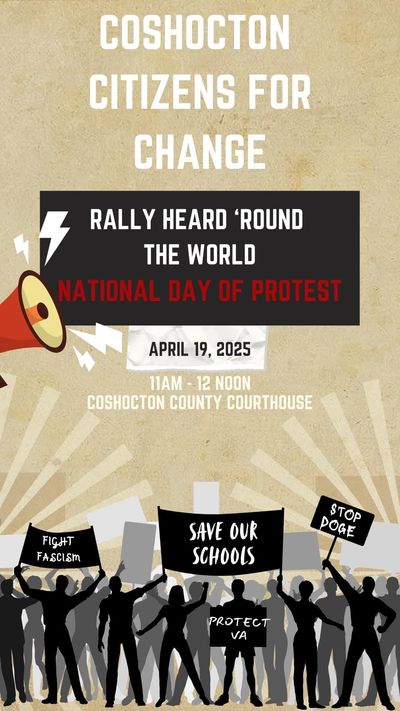 COSHOCTON
CITIZENS FOR
CHANGE
RALLY HEARD ‘ROUND
THE WORLD
NATIONAL DAY OF PROTEST
APRIL 19, 2025
11AM - 12 NOON
COSHOCTON COUNTY COURTHOUSE
FIGHT
FASCISM
SAVE OUR
SCHOOLS
$TOP
DOGE
PROTECT
VA